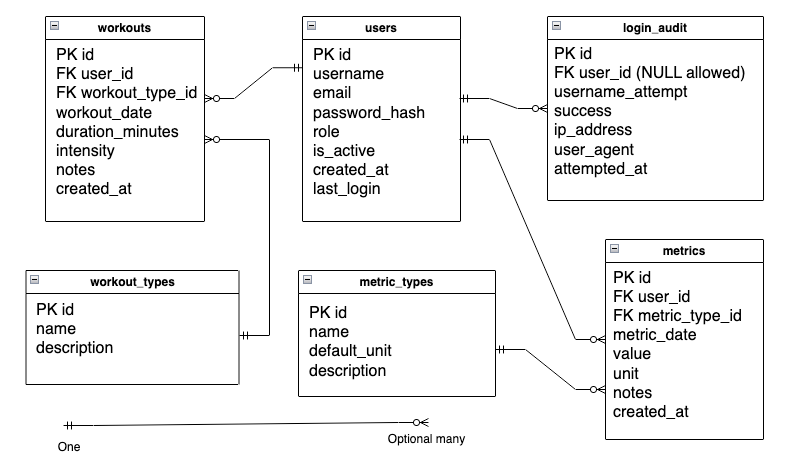 workouts
PK id
FK user_id
FK workout_type_id
workout_date
duration_minutes
intensity
notes
created_at
users
PK id
username
email
password_hash
role
is_active
created_at
last_login
login_audit
PK id
FK user_id (NULL allowed)
username_attempt
success
ip_address
user_agent
attempted_at
workout_types
PK id
name
description
metric_types
PK id
name
default_unit
description
metrics
PK id
FK user_id
FK metric_type_id
metric_date
value
unit
notes
created_at
One
Optional many